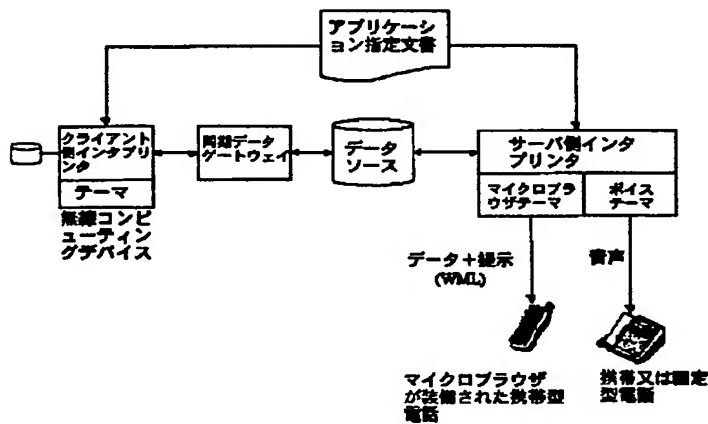 アプリケーシ
ョン指定文書
クライアント
側インタプリ
ンタ
テーマ
無線コンピ
ューティン
グデバイス
同期データ
ゲートウェイ
データ
ソース
サーバ側インタ
プリンタ
マイクロブラ
ウザテーマ
ボイス
テーマ
データ+提示
(WML)
音声
マイクロブラウザ
が装備された携帯型
電話
携帯又は固定
型電話